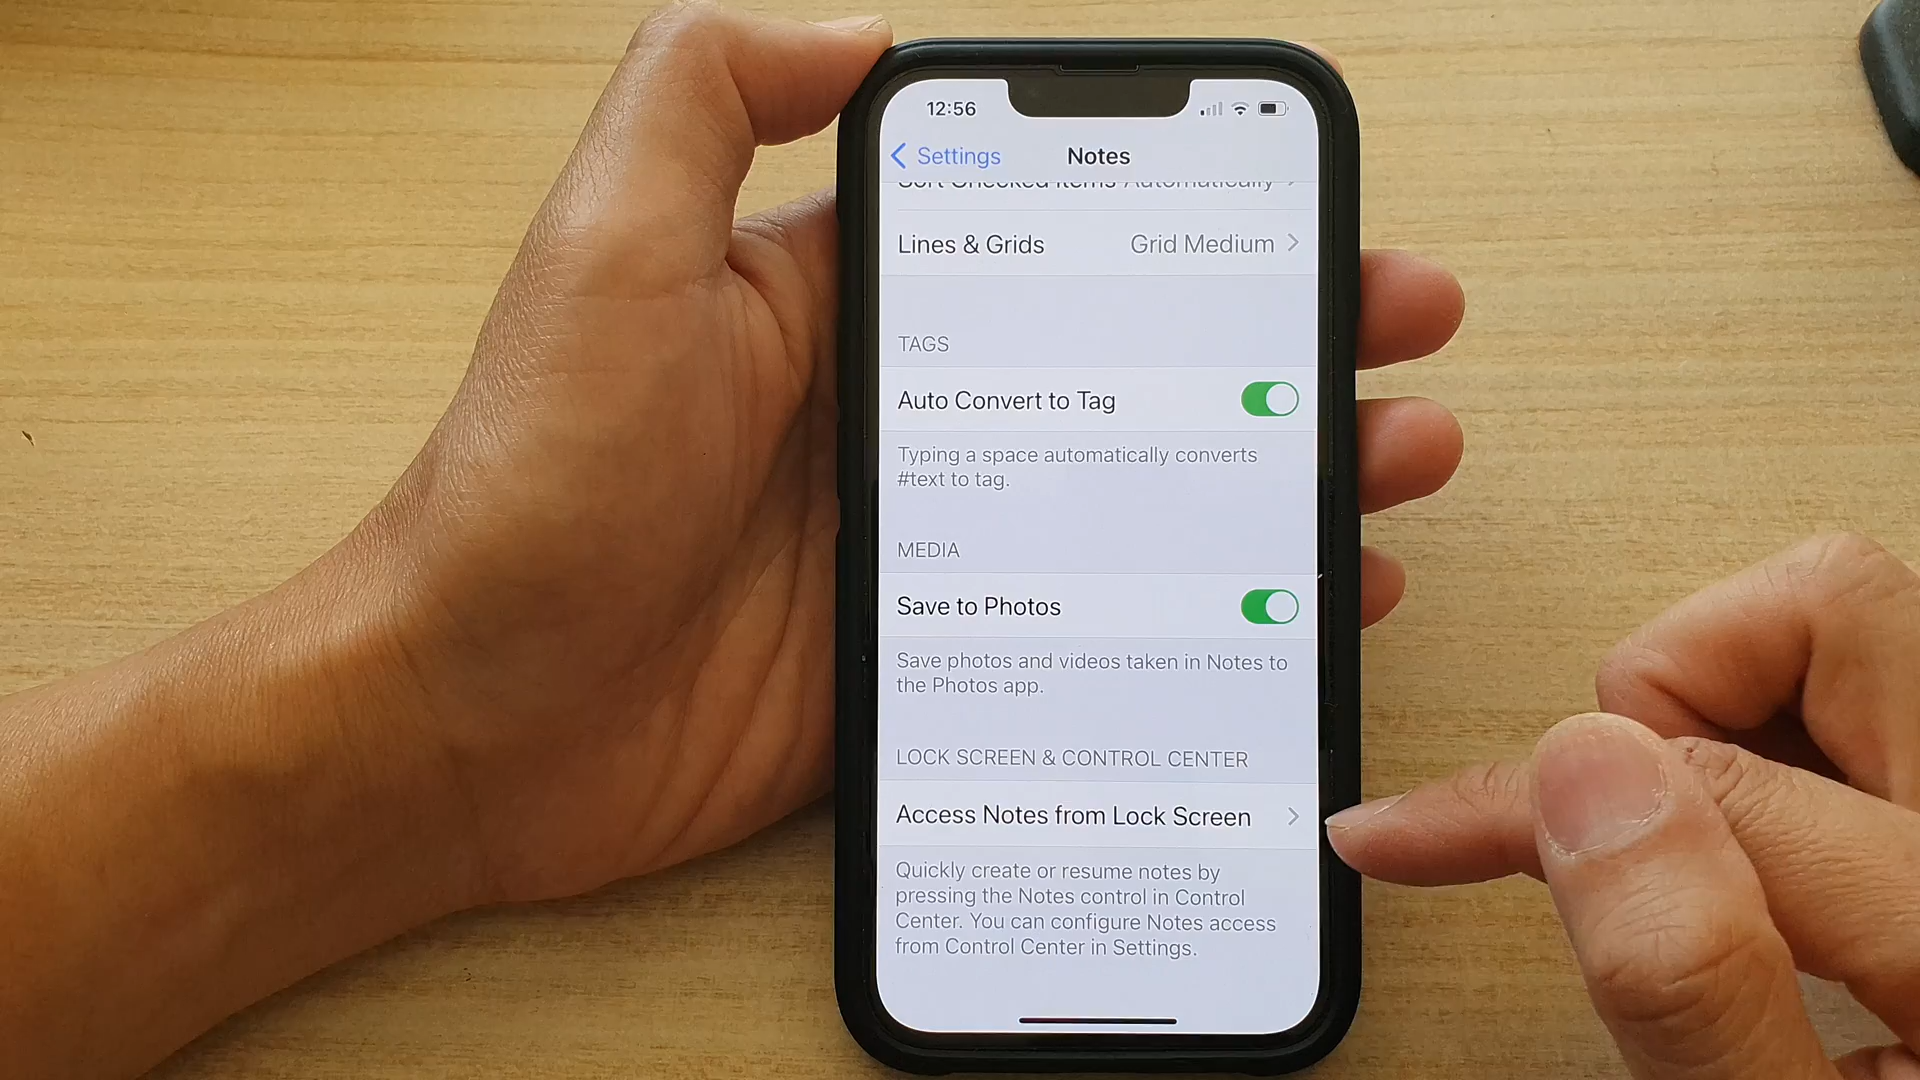 12:56
Settings
Notes
Sort Checked Items Automatically
Lines & Grids Grid Medium
TAGS
Auto Convert to Tag
Typing a space automatically converts
#text to tag.
MEDIA
Save to Photos
Save photos and videos taken in Notes to
the Photos app.
LOCK SCREEN & CONTROL CENTER
Access Notes from Lock Screen
Quickly create or resume notes by
pressing the Notes control in Control
Center. You can configure Notes access
from Control Center in Settings.